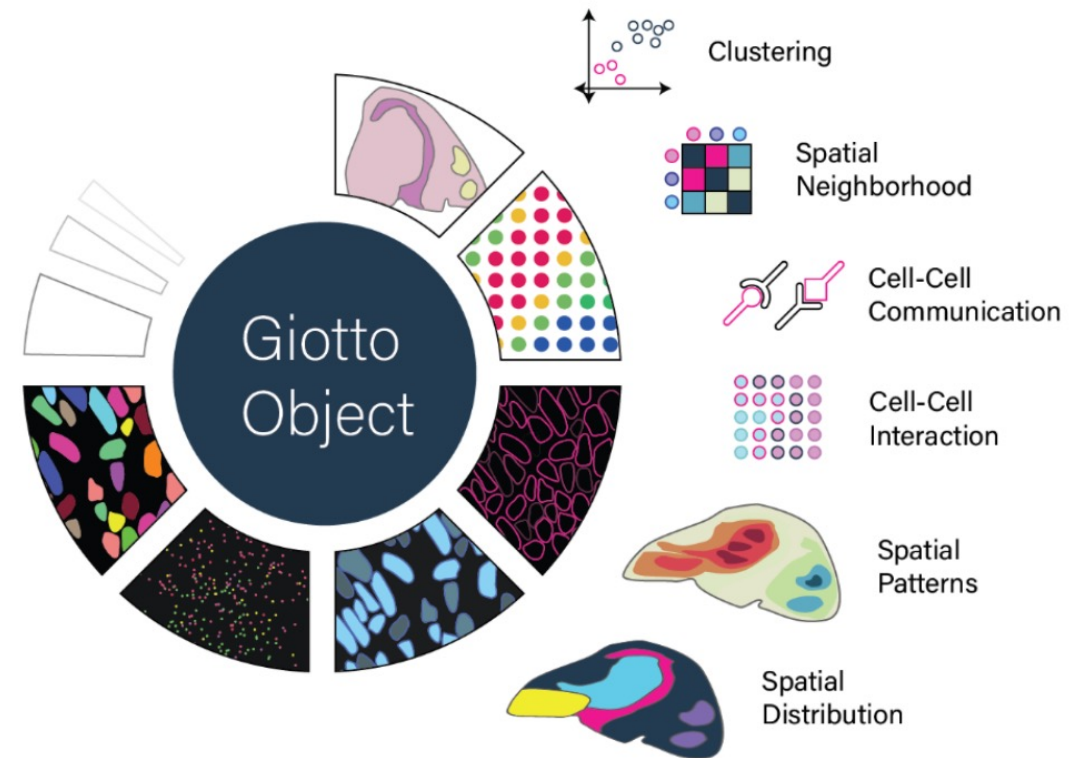 Clustering
Spatial
Neighborhood
Giotto
Object
Cell-Cell
Communication
Cell-Cell
Interaction
Spatial
Patterns
Spatial
Distribution